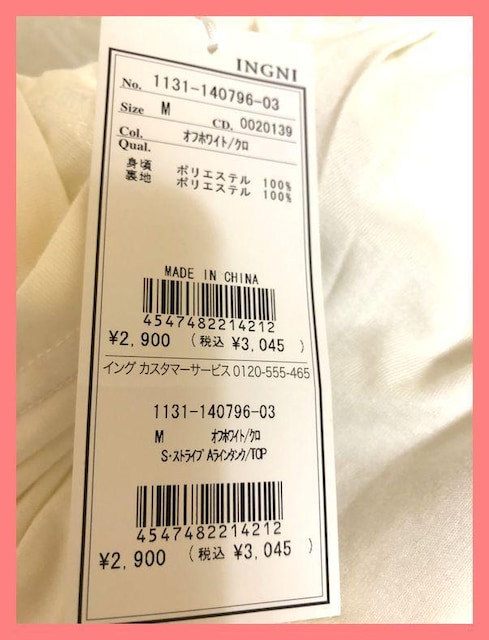 INGNI
No. 1131-140796-03
Size M CD. 0020139
Col. オフホワイト/クロ
Qual.
身頃 ポリエステル 100%
裏地 ポリエステル 100%
MADE IN CHINA
4547482214212
¥2,900 (税込 ¥3,045 )
イング カスタマーサービス 0120-555-465
1131-140796-03
M オフホワイト/クロ
S・ストライプ Aラインタンク/TOP
4547482214212
¥2,900 (税込 ¥3,045 )